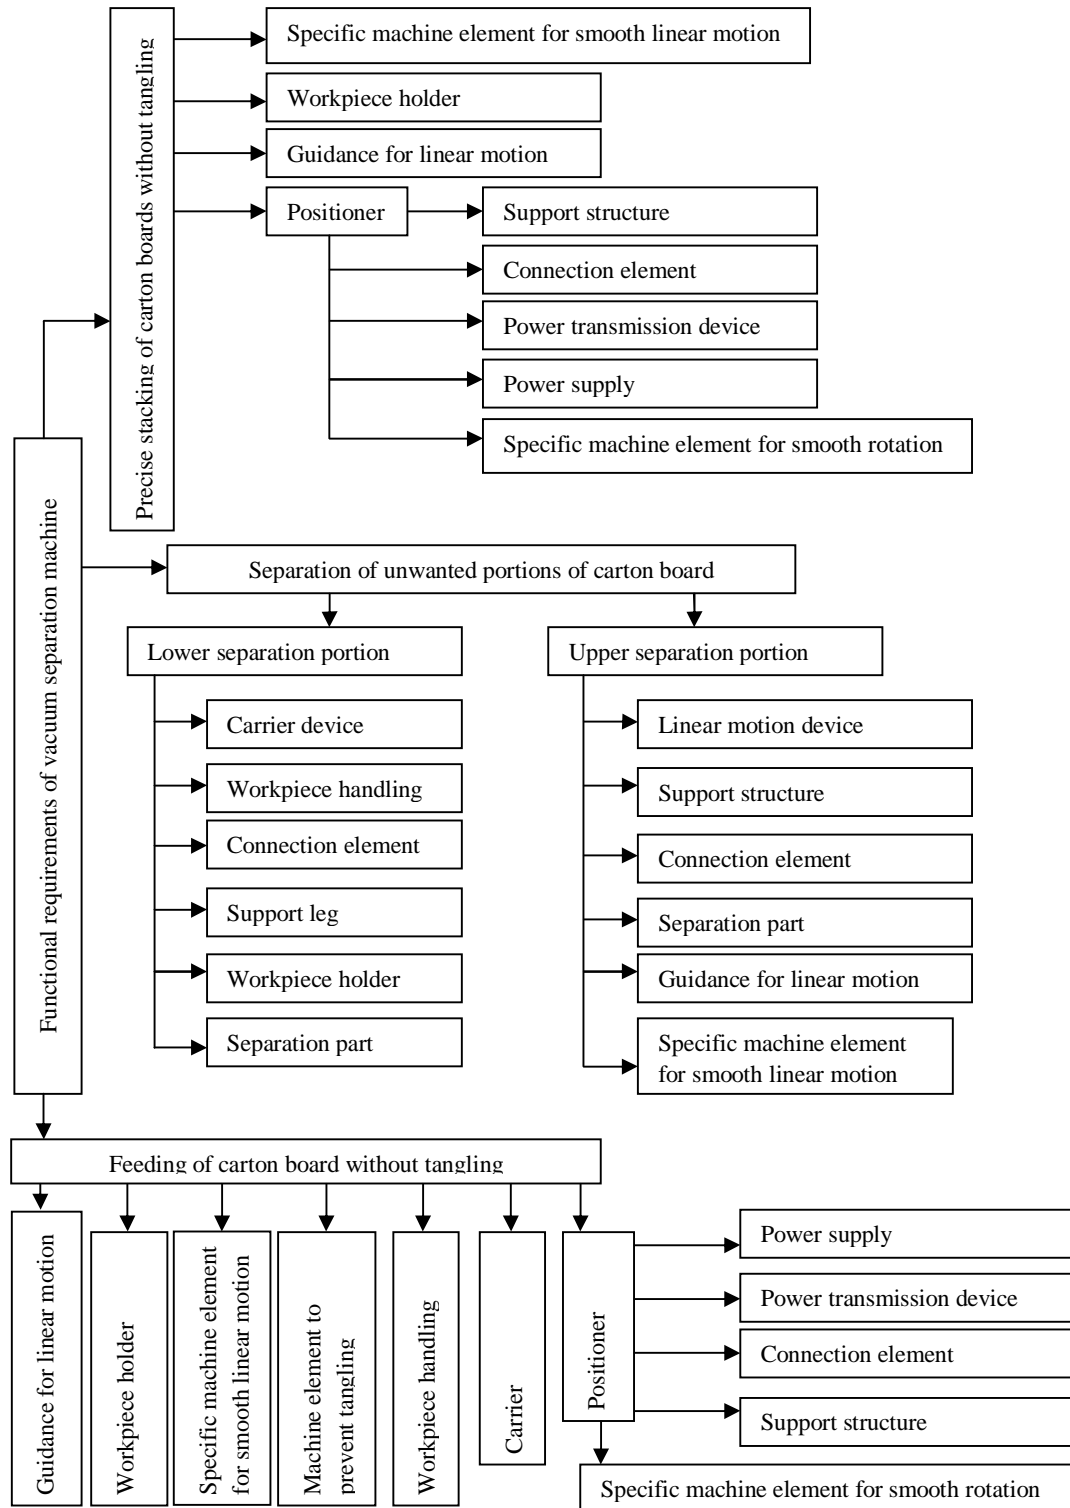 Precise stacking of carton boards without tangling
Specific machine element for smooth linear motion
Workpiece holder
Guidance for linear motion
Positioner
Support structure
Connection element
Power transmission device
Power supply
Specific machine element for smooth rotation
Functional requirements of vacuum separation machine
Separation of unwanted portions of carton board
Lower separation portion
Carrier device
Workpiece handling
Connection element
Support leg
Workpiece holder
Separation part
Upper separation portion
Linear motion device
Support structure
Connection element
Separation part
Guidance for linear motion
Specific machine element
for smooth linear motion
Feeding of carton board without tangling
Guidance for linear motion
Workpiece holder
Specific machine element
for smooth linear motion
Machine element to
prevent tangling
Workpiece handling
Carrier
Positioner
Power supply
Power transmission device
Connection element
Support structure
Specific machine element for smooth rotation